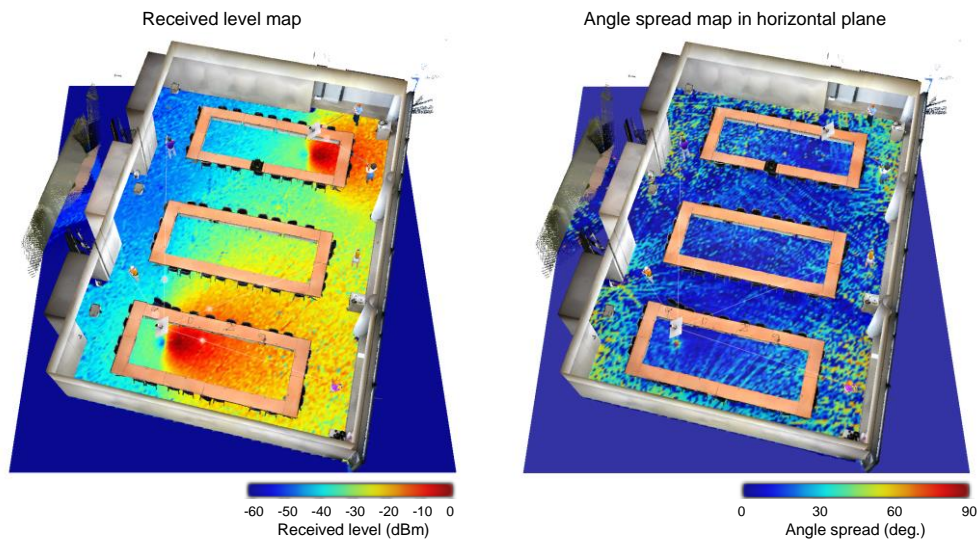 Received level map
Angle spread map in horizontal plane
-60 -50 -40 -30 -20 -10 0
Received level (dBm)
0 30 60 90
Angle spread (deg.)